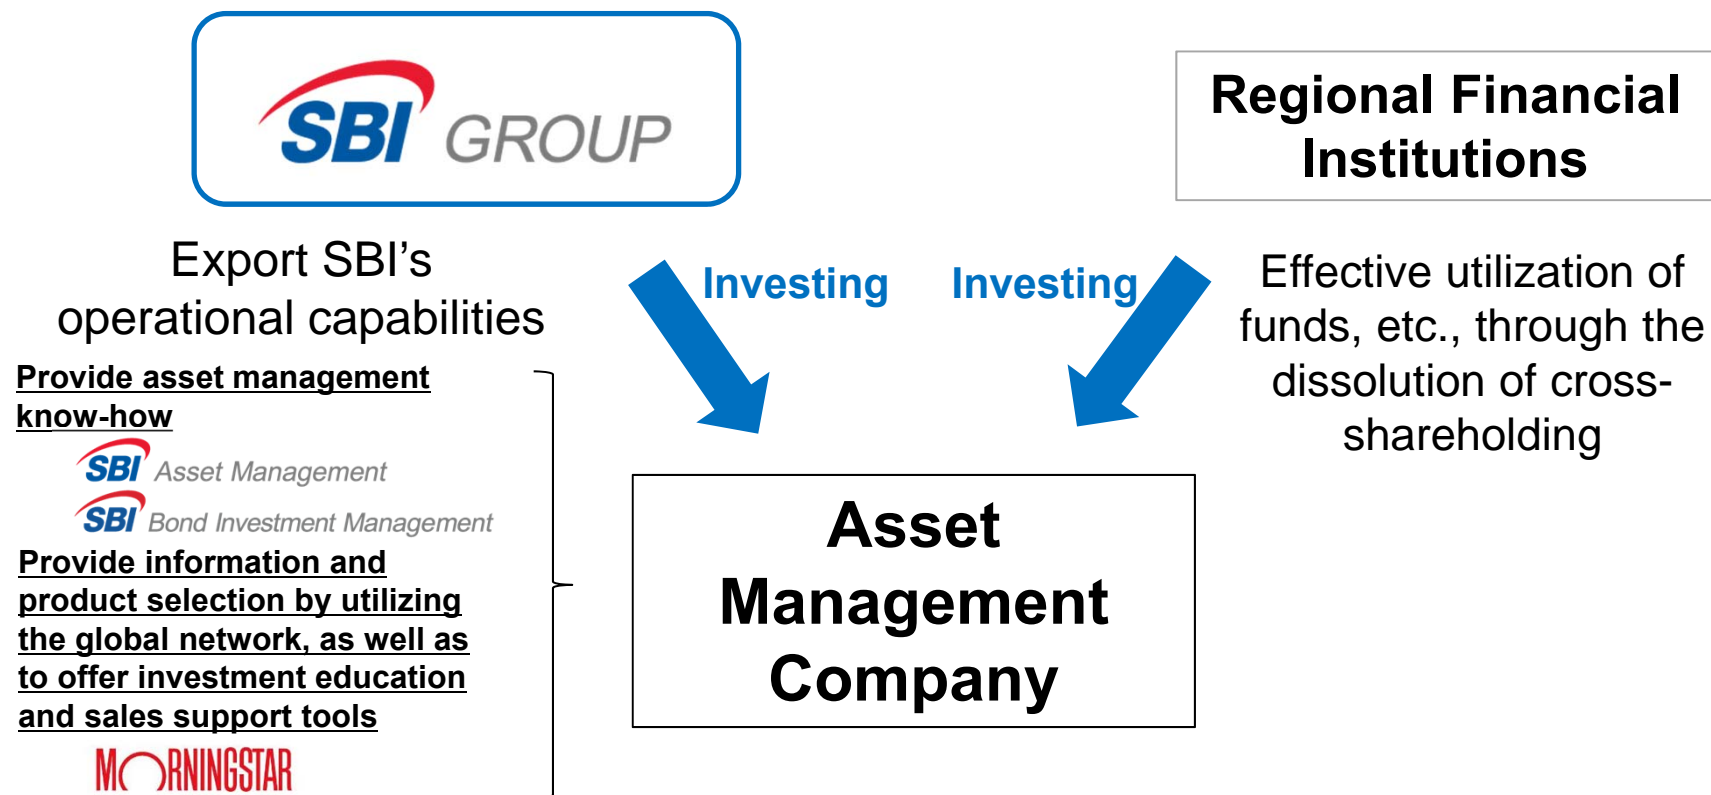 SBI GROUP
Regional Financial
Institutions
Export SBI’s
operational capabilities
Investing
Investing
Effective utilization of
funds, etc., through the
dissolution of cross-
shareholding
Provide asset management
know-how
SBI Asset Management
SBI Bond Investment Management
Provide information and
product selection by utilizing
the global network, as well as
to offer investment education
and sales support tools
MORNINGSTAR
Asset
Management
Company